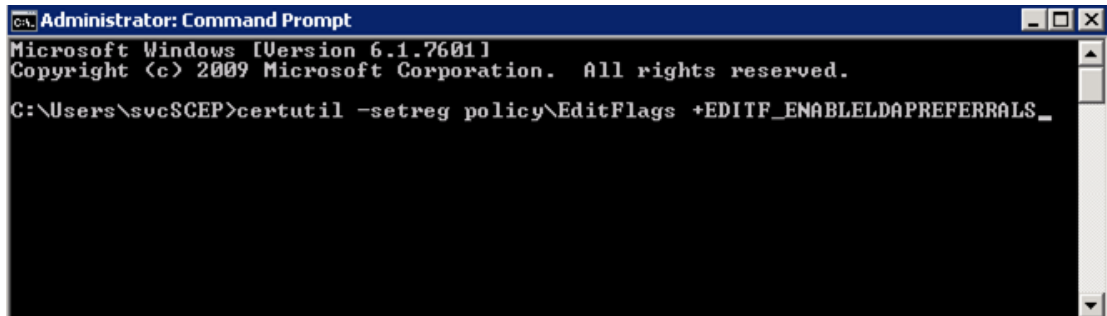 Administrator: Command Prompt
Microsoft Windows [Version 6.1.7601]
Copyright (c) 2009 Microsoft Corporation.  All rights reserved.
C:\Users\svcSCEP>certutil -setreg policy\EditFlags +EDITF_ENABLELDAPREFERRALS_